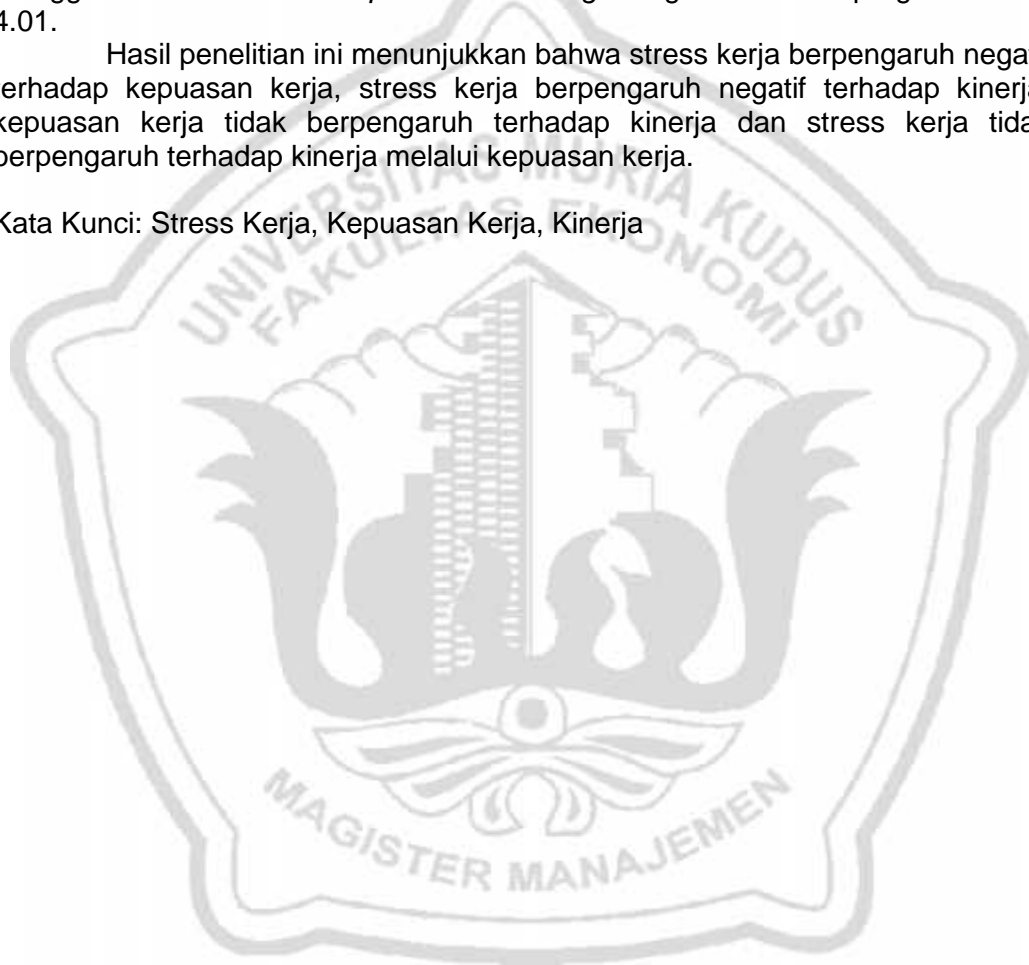 4.01.
Hasil penelitian ini menunjukkan bahwa stress kerja berpengaruh negat
terhadap kepuasan kerja, stress kerja berpengaruh negatif terhadap kinerja
kepuasan kerja tidak berpengaruh terhadap kinerja dan stress kerja tida
berpengaruh terhadap kinerja melalui kepuasan kerja.
Kata Kunci: Stress Kerja, Kepuasan Kerja, Kinerja
UNIVERSITAS MURIA KUDUS
FAKULTAS EKONOMI
MAGISTER MANAJEMEN